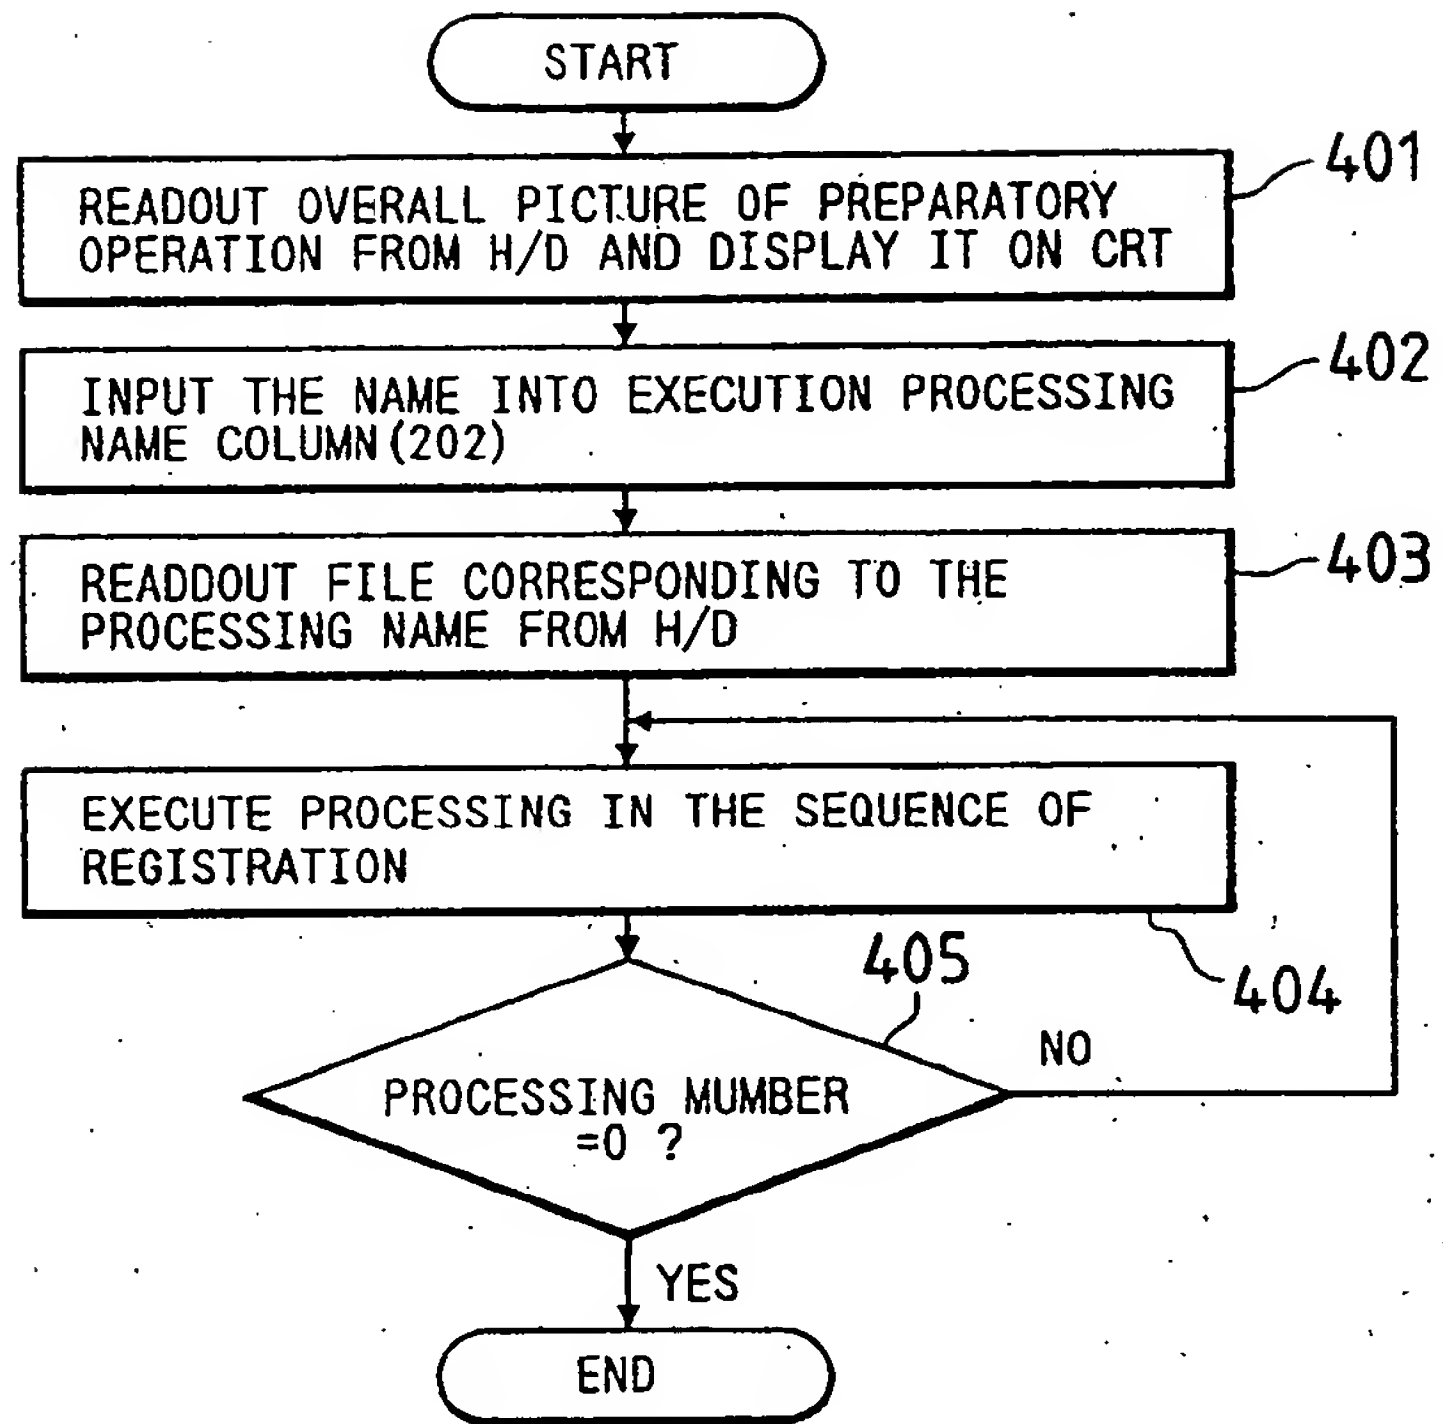 START
401
READOUT OVERALL PICTURE OF PREPARATORY
OPERATION FROM H/D AND DISPLAY IT ON CRT
402
INPUT THE NAME INTO EXECUTION PROCESSING
NAME COLUMN(202)
403
READDOUT FILE CORRESPONDING TO THE
PROCESSING NAME FROM H/D
EXECUTE PROCESSING IN THE SEQUENCE OF
REGISTRATION
404
405
NO
PROCESSING MUMBER
=0 ?
YES
END